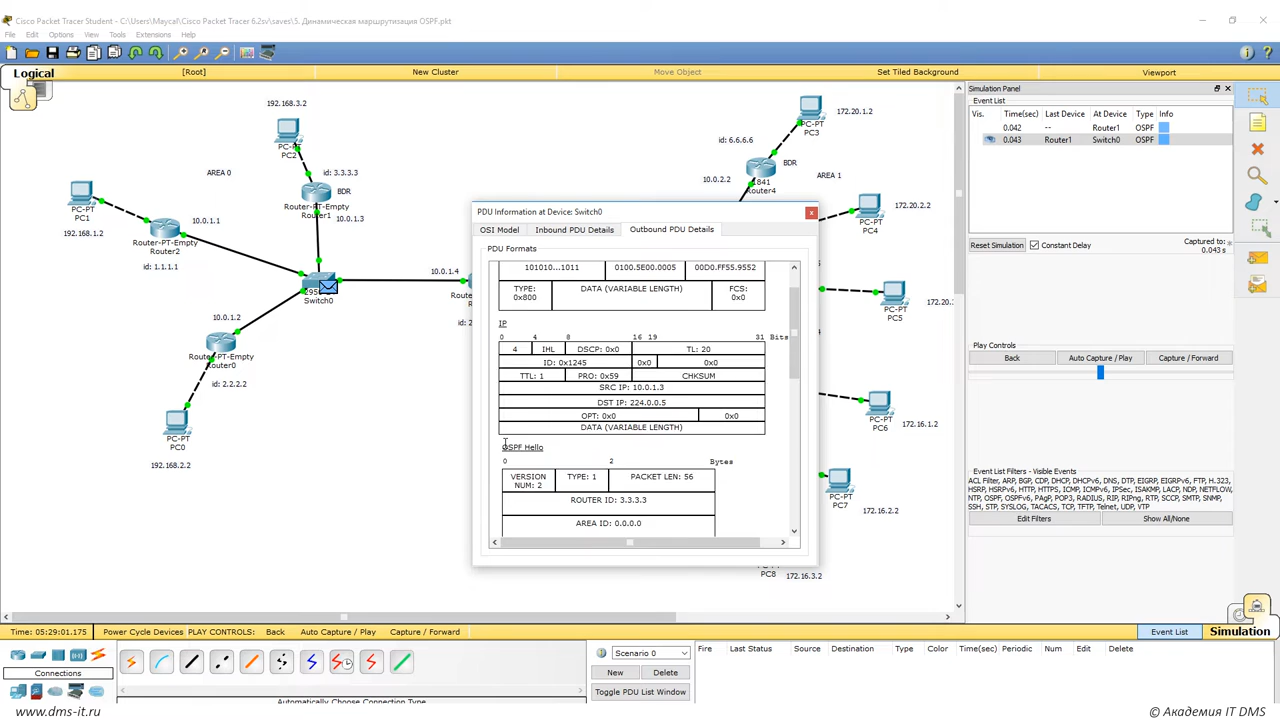 Cisco Packet Tracer Student - C:\Users\Maycal\Cisco Packet Tracer 6.2sv\saves\5. Динамическая маршрутизация OSPF.pkt
File Edit Options View Tools Extensions Help
Logical [Root] New Cluster Move Object Set Tiled Background Viewport
192.168.3.2
PC-PT
PC2
AREA 0
id: 3.3.3.3
BDR
Router-PT-Empty
Router1
10.0.1.3
PC-PT
PC1
192.168.1.2
10.0.1.1
Router-PT-Empty
Router2
id: 1.1.1.1
Switch0
10.0.1.4
10.0.1.2
Router-PT-Empty
Router0
id: 2.2.2.2
PC-PT
PC0
192.168.2.2
PC-PT
PC3
172.20.1.2
id: 6.6.6.6
BDR
10.0.2.2
1841
Router4
AREA 1
172.20.2.2
PC-PT
PC4
PC-PT
PC5
172.20.
PC-PT
PC6
172.16.1.2
PC-PT
PC7
172.16.2.2
PC8
172.16.3.2
PDU Information at Device: Switch0
OSI Model Inbound PDU Details Outbound PDU Details
PDU Formats
101010...1011 0100.5E00.0005 00D0.FF55.9552
TYPE: 0x800 DATA (VARIABLE LENGTH) FCS: 0x0
IP
0 4 8 16 19 31 Bits
4 IHL DSCP: 0x0 TL: 20
ID: 0x1245 0x0 0x0
TTL: 1 PRO: 0x59 CHKSUM
SRC IP: 10.0.1.3
DST IP: 224.0.0.5
OPT: 0x0 0x0
DATA (VARIABLE LENGTH)
OSPF Hello
0 2 Bytes
VERSION NUM: 2 TYPE: 1 PACKET LEN: 56
ROUTER ID: 3.3.3.3
AREA ID: 0.0.0.0
Simulation Panel
Event List
Vis. Time(sec) Last Device At Device Type Info
0.042 -- Router1 OSPF
0.043 Router1 Switch0 OSPF
Reset Simulation Constant Delay Captured to:
0.043 s
Play Controls
Back Auto Capture / Play Capture / Forward
Event List Filters - Visible Events
ACL Filter, ARP, BGP, CDP, DHCP, DHCPv6, DNS, DTP, EIGRP, EIGRPv6, FTP, H.323,
HSRP, HSRPv6, HTTP, HTTPS, ICMP, ICMPv6, IPSec, ISAKMP, LACP, NDP, NETFLOW,
NTP, OSPF, OSPFv6, PAgP, POP3, RADIUS, RIP, RIPng, RTP, SCCP, SMTP, SNMP,
SSH, STP, SYSLOG, TACACS, TCP, TFTP, Telnet, UDP, VTP
Edit Filters Show All/None
Time: 05:29:01.175 Power Cycle Devices PLAY CONTROLS: Back Auto Capture / Play Capture / Forward Event List Simulation
Connections
Automatically Choose Connection Type
Scenario 0
New Delete
Toggle PDU List Window
Fire Last Status Source Destination Type Color Time(sec) Periodic Num Edit Delete
www.dms-it.ru
© Академия IT DMS